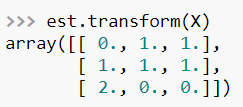 >>> est.transform(X)
array([[ 0., 1., 1.],
[ 1., 1., 1.],
[ 2., 0., 0.]])